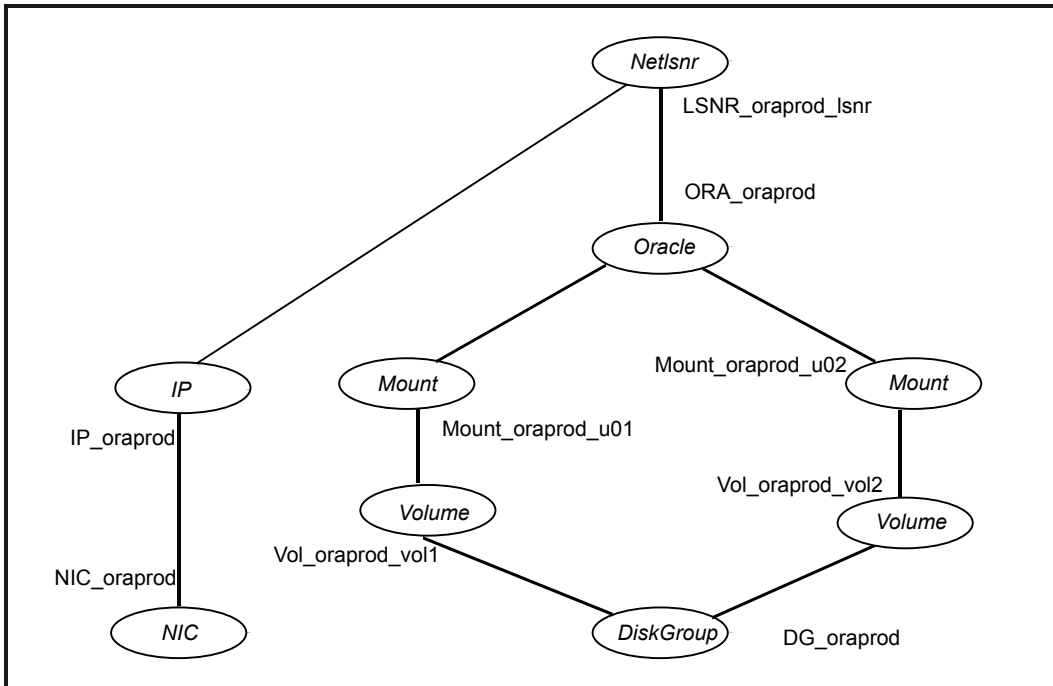 Netlsnr
LSNR_oraprod_lsnr
ORA_oraprod
Oracle
IP
Mount
Mount_oraprod_u02
Mount
IP_oraprod
Mount_oraprod_u01
Vol_oraprod_vol2
Volume
Volume
Vol_oraprod_vol1
NIC_oraprod
NIC
DiskGroup
DG_oraprod